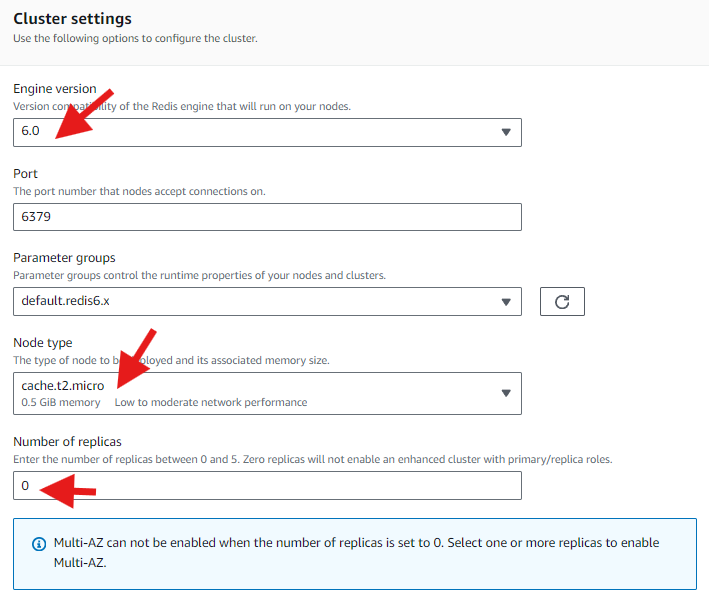 Cluster settings
Use the following options to configure the cluster.
Engine version
Version compatibility of the Redis engine that will run on your nodes.
6.0
Port
The port number that nodes accept connections on.
6379
Parameter groups
Parameter groups control the runtime properties of your nodes and clusters.
default.redis6.x
Node type
The type of node to be deployed and its associated memory size.
cache.t2.micro
0.5 GiB memory Low to moderate network performance
Number of replicas
Enter the number of replicas between 0 and 5. Zero replicas will not enable an enhanced cluster with primary/replica roles.
0
Multi-AZ can not be enabled when the number of replicas is set to 0. Select one or more replicas to enable
Multi-AZ.